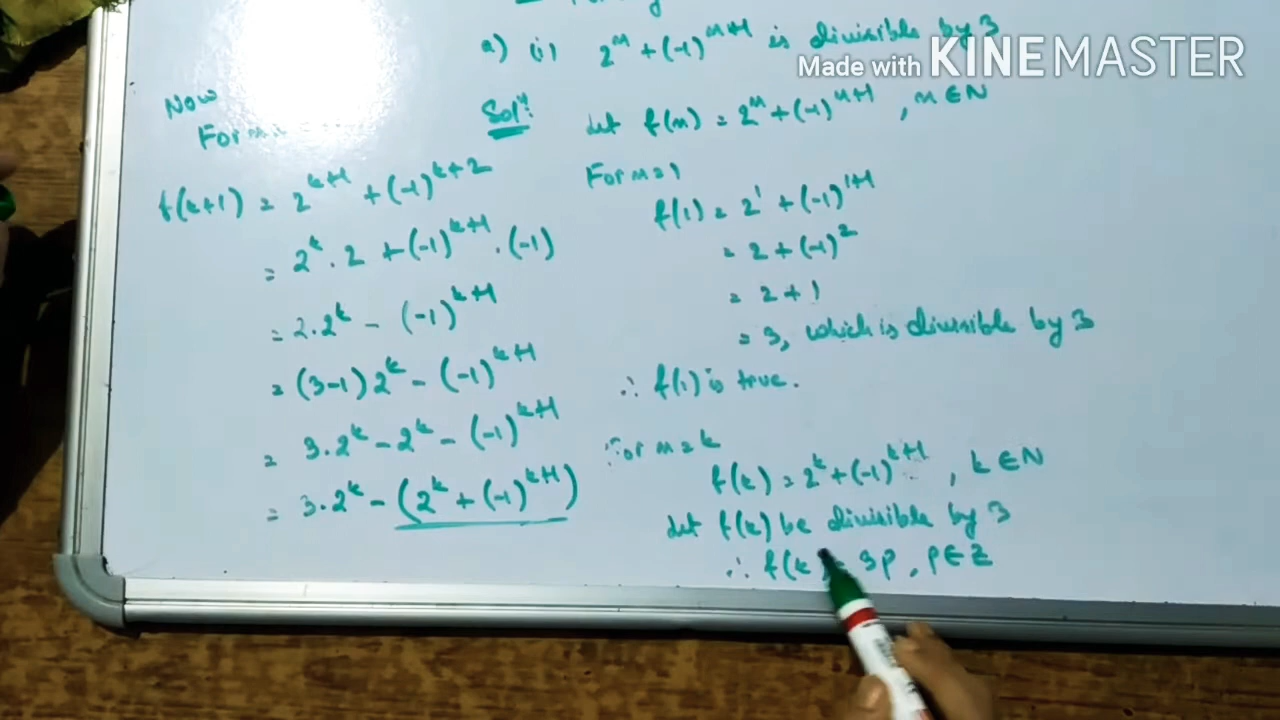 a) (i) 2^n + (-1)^{n+1} is divisible by 3
Made with KINEMASTER
Solⁿ: Let f(n) = 2^n + (-1)^{n+1}, n ∈ N
For n=1
f(1) = 2^1 + (-1)^{1+1}
= 2 + (-1)^2
= 2 + 1
= 3, which is divisible by 3
∴ f(1) is true.
For n=k
f(k) = 2^k + (-1)^{k+1}, k ∈ N
Let f(k) be divisible by 3
∴ f(k) = 3p, p ∈ Z
Now
For n
f(k+1) = 2^{k+1} + (-1)^{k+2}
= 2^k . 2 + (-1)^{k+1} . (-1)
= 2.2^k - (-1)^{k+1}
= (3-1) 2^k - (-1)^{k+1}
= 3.2^k - 2^k - (-1)^{k+1}
= 3.2^k - (2^k + (-1)^{k+1})